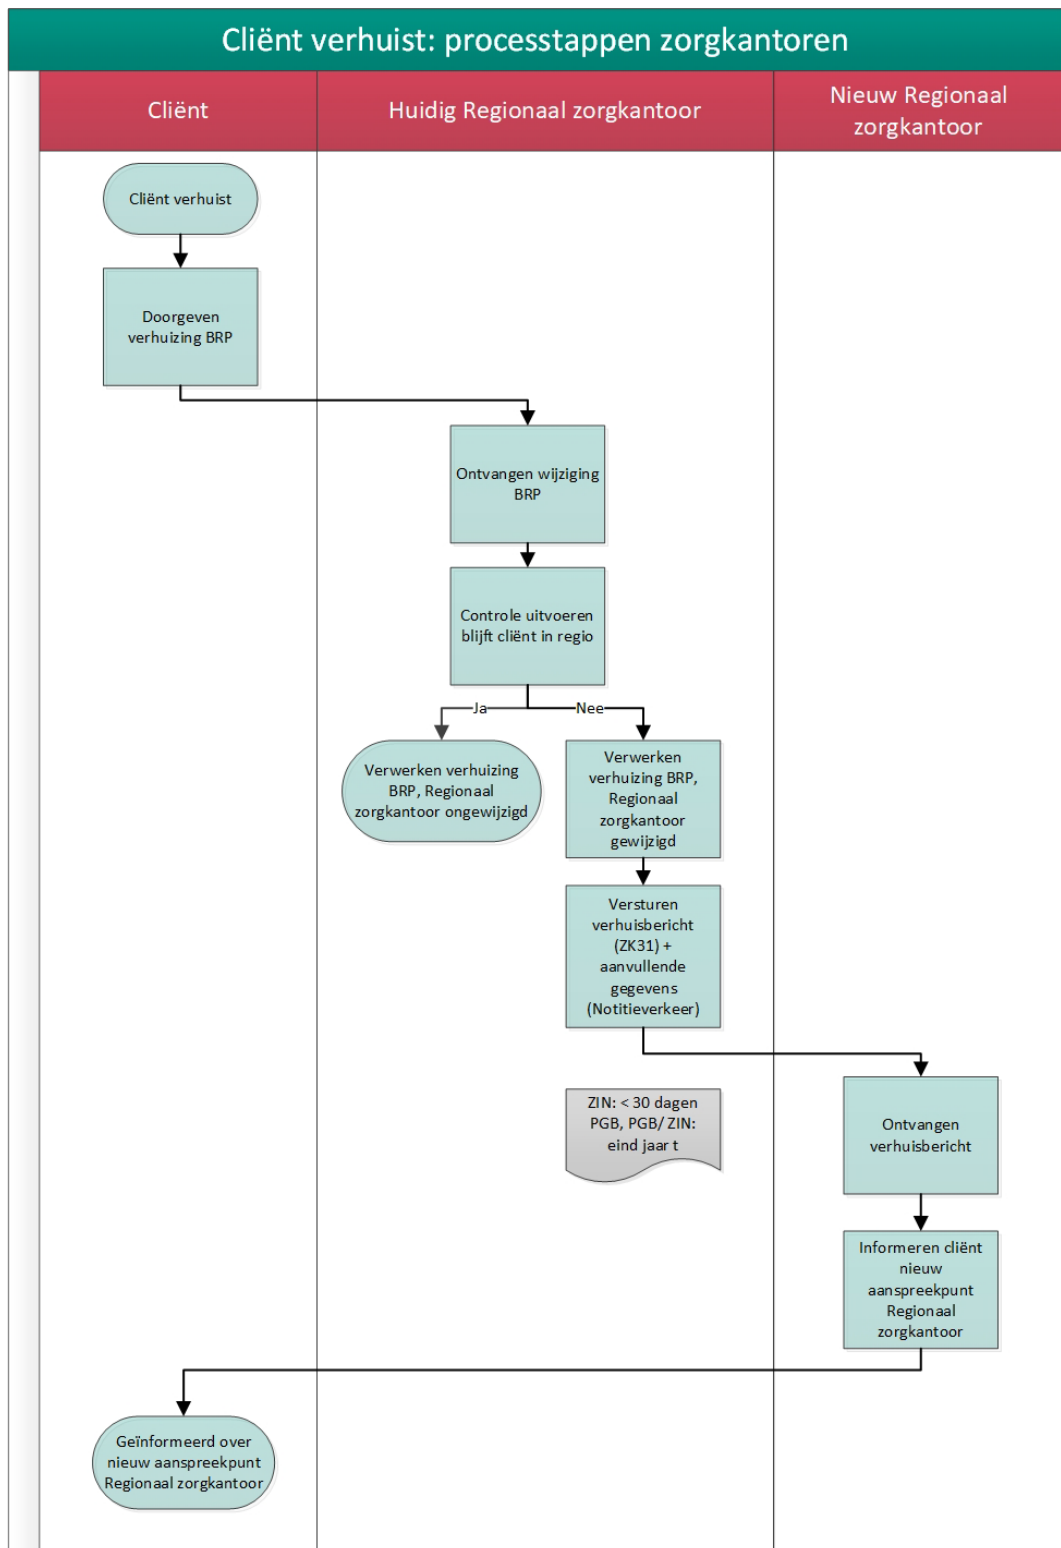 Cliënt verhuist: processtappen zorgkantoren
Cliënt
Huidig Regionaal zorgkantoor
Nieuw Regionaal
zorgkantoor
Cliënt verhuist
Doorgeven
verhuizing BRP
Ontvangen wijziging
BRP
Controle uitvoeren
blijft cliënt in regio
Ja
Nee
Verwerken verhuizing
BRP, Regionaal
zorgkantoor ongewijzigd
Verwerken
verhuizing BRP,
Regionaal
zorgkantoor
gewijzigd
Versturen
verhuisbericht
(ZK31) +
aanvullende
gegevens
(Notitieverkeer)
ZIN: < 30 dagen
PGB, PGB/ ZIN:
eind jaar t
Ontvangen
verhuisbericht
Informeren cliënt
nieuw
aanspreekpunt
Regionaal
zorgkantoor
Geïnformeerd over
nieuw aanspreekpunt
Regionaal zorgkantoor